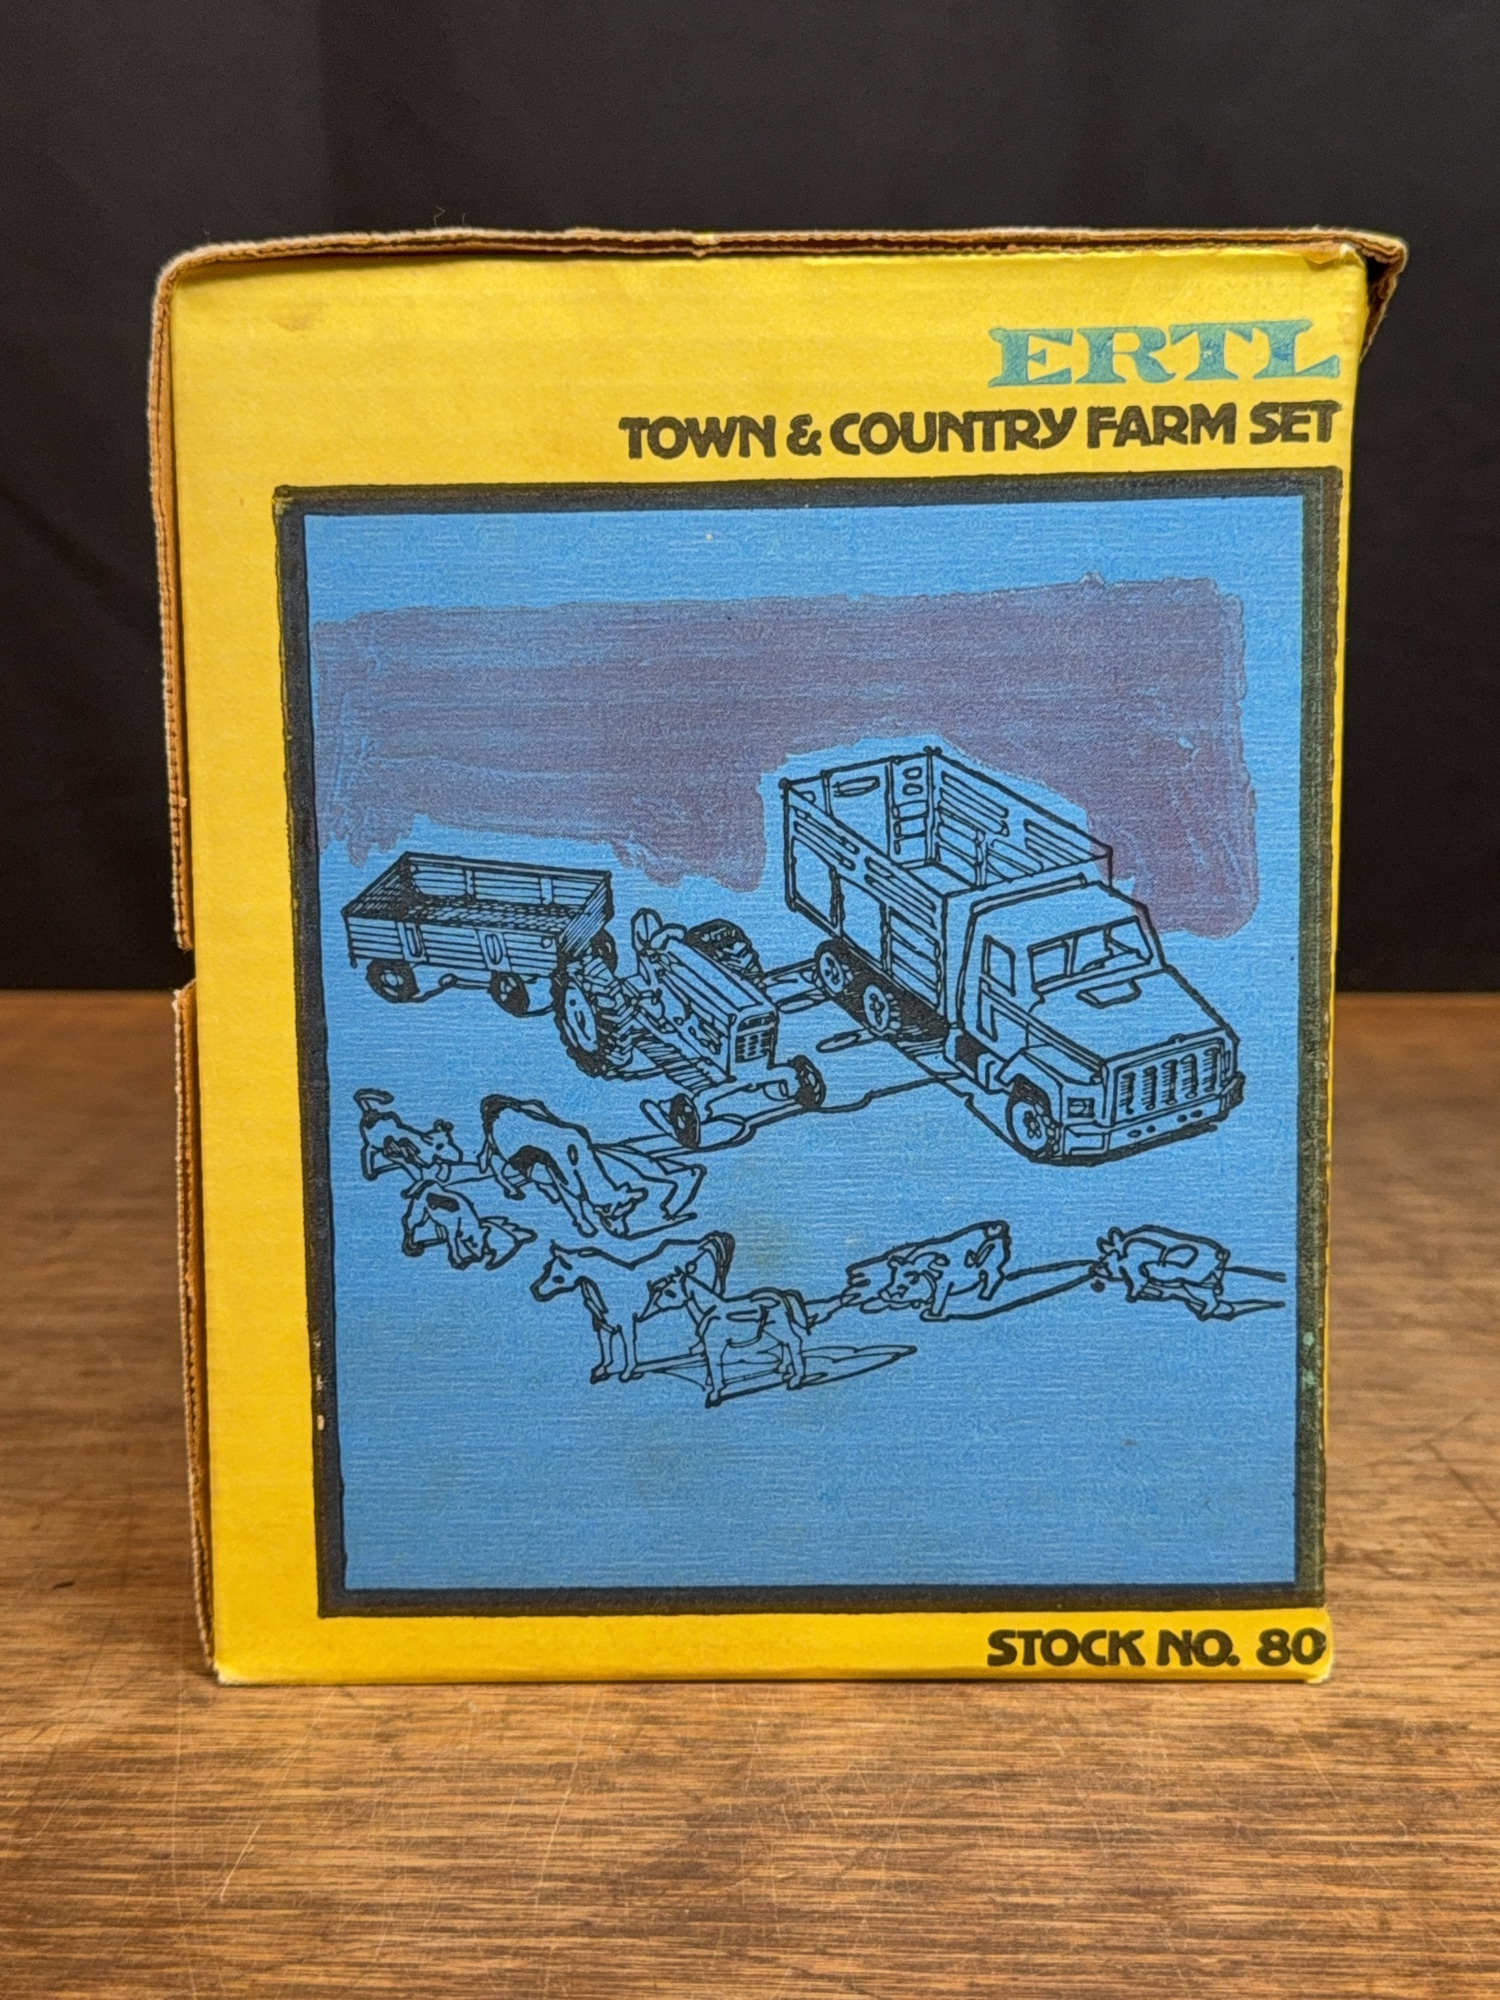 ERTL
TOWN & COUNTRY FARM SET
STOCK NO. 80